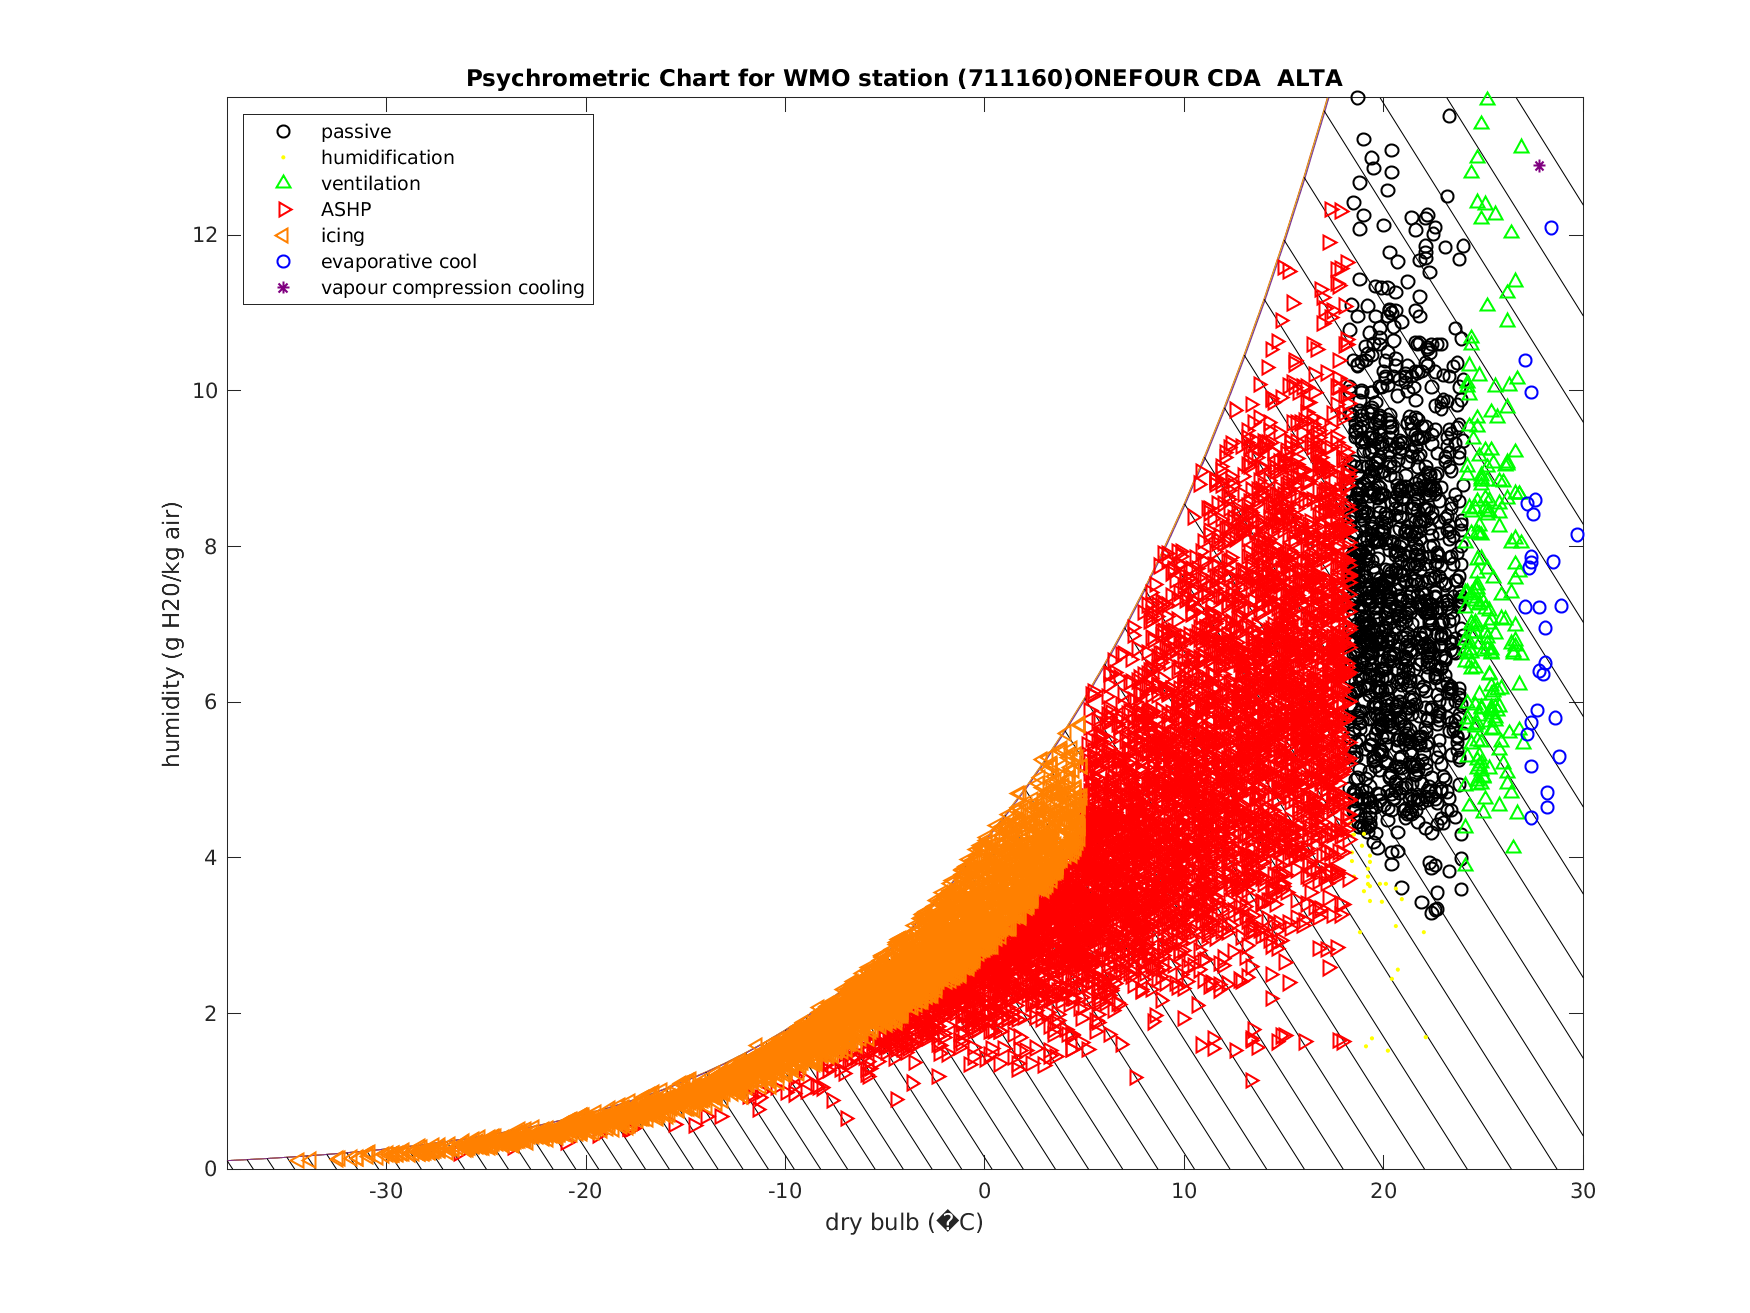 Psychrometric Chart for WMO station (711160)ONEFOUR CDA  ALTA
passive
humidification
ventilation
ASHP
icing
evaporative cool
vapour compression cooling
humidity (g H20/kg air)
12
10
8
6
4
2
0
-30 -20 -10 0 10 20 30
dry bulb (�C)